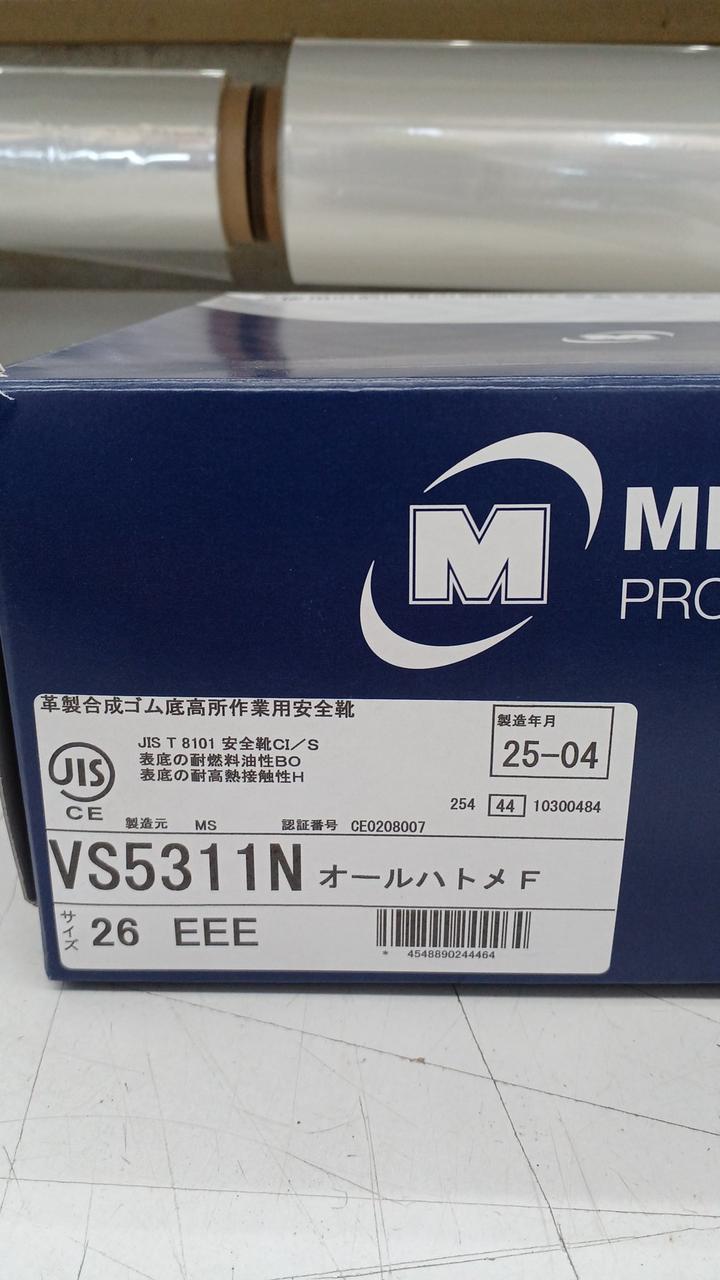 M
革製合成ゴム底高所作業用安全靴
JIS T 8101 安全靴CI／S
表底の耐燃料油性BO
表底の耐高熱接触性H
製造年月
25-04
JIS
CE
254 44 10300484
製造元 MS 認証番号 CE0208007
VS5311N オールハトメF
サイズ 26 EEE
* 4548890244464